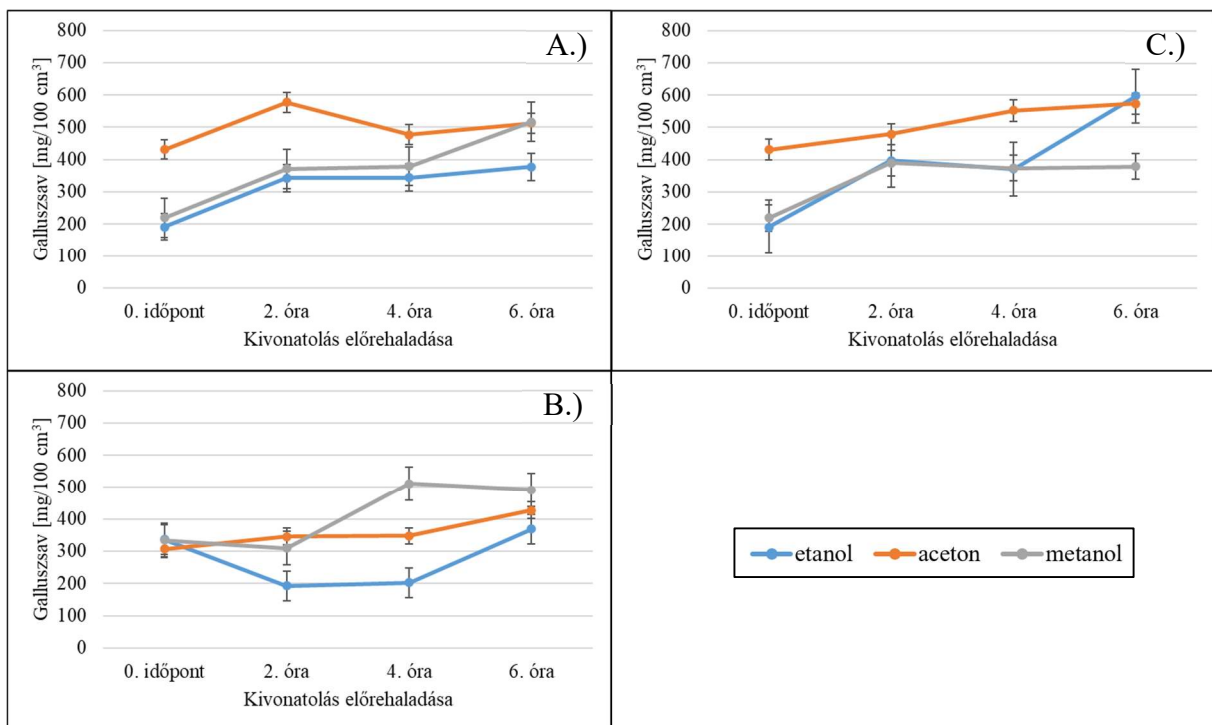 A.)
800
700
600
500
400
300
200
100
0
Galluszsav [mg/100 cm³]
0. időpont 2. óra 4. óra 6. óra
Kivonatolás előrehaladása
C.)
800
700
600
500
400
300
200
100
0
Galluszsav [mg/100 cm³]
0. időpont 2. óra 4. óra 6. óra
Kivonatolás előrehaladása
B.)
800
700
600
500
400
300
200
100
0
Galluszsav [mg/100 cm³]
0. időpont 2. óra 4. óra 6. óra
Kivonatolás előrehaladása
etanol aceton metanol